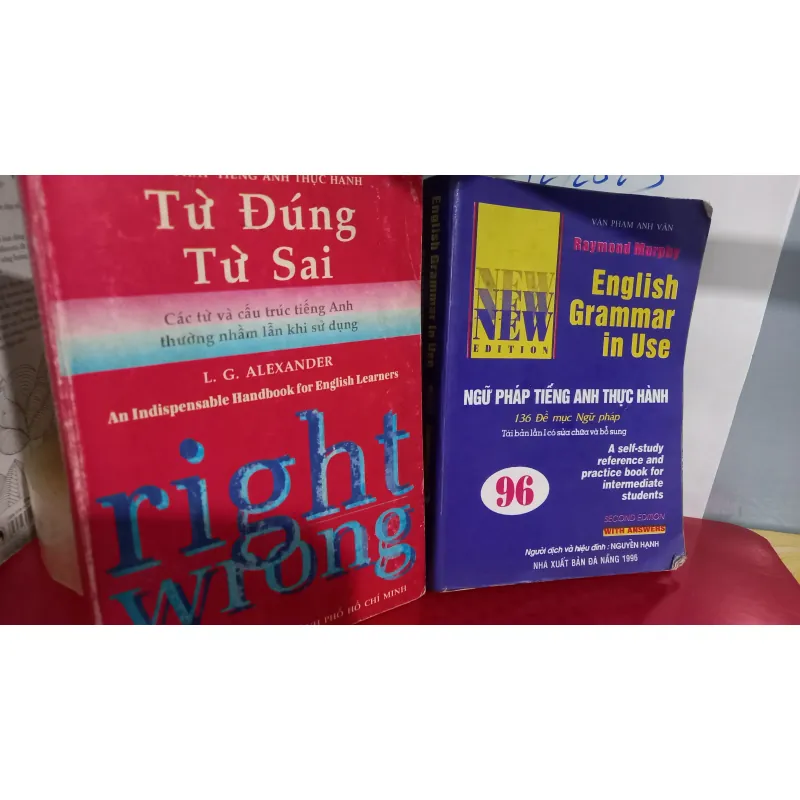 TIẾNG ANH THỰC HÀNH
Từ Đúng
Từ Sai
Các từ và cấu trúc tiếng Anh
thường nhầm lẫn khi sử dụng
L. G. ALEXANDER
An Indispensable Handbook for English Learners
right
wrong
PHỐ HỒ CHÍ MINH
English Grammar in Use
VĂN PHẠM ANH VĂN
Raymond Murphy
NEW
NEW
NEW
EDITION
English
Grammar
in Use
NGỮ PHÁP TIẾNG ANH THỰC HÀNH
136 Đề mục Ngữ pháp
Tái bản lần I có sửa chữa và bổ sung
A self-study
reference and
practice book for
intermediate
students
96
SECOND EDITION
WITH ANSWERS
Người dịch và hiệu đính : NGUYỄN HẠNH
NHÀ XUẤT BẢN ĐÀ NẴNG 1996